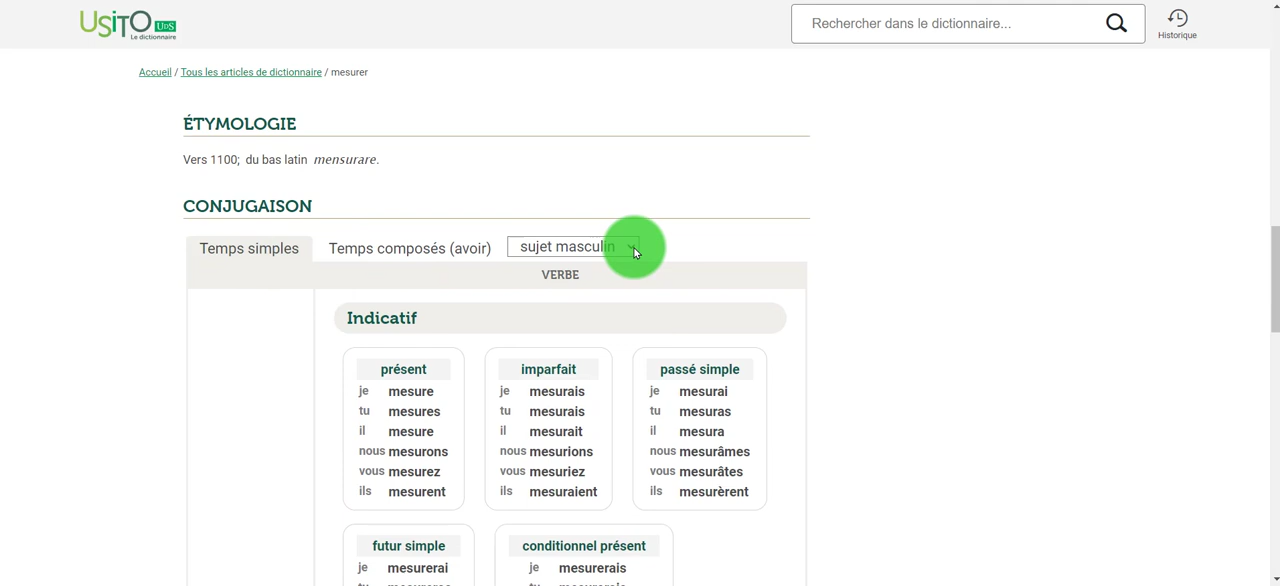 USITO UdS
Le dictionnaire
Rechercher dans le dictionnaire...
Historique
Accueil / Tous les articles de dictionnaire / mesurer
ÉTYMOLOGIE
Vers 1100; du bas latin mensurare.
CONJUGAISON
Temps simples
Temps composés (avoir)
sujet masculin
VERBE
Indicatif
présent
je mesure
tu mesures
il mesure
nous mesurons
vous mesurez
ils mesurent
imparfait
je mesurais
tu mesurais
il mesurait
nous mesurions
vous mesuriez
ils mesuraient
passé simple
je mesurai
tu mesuras
il mesura
nous mesurâmes
vous mesurâtes
ils mesurèrent
futur simple
je mesurerai
conditionnel présent
je mesurerais